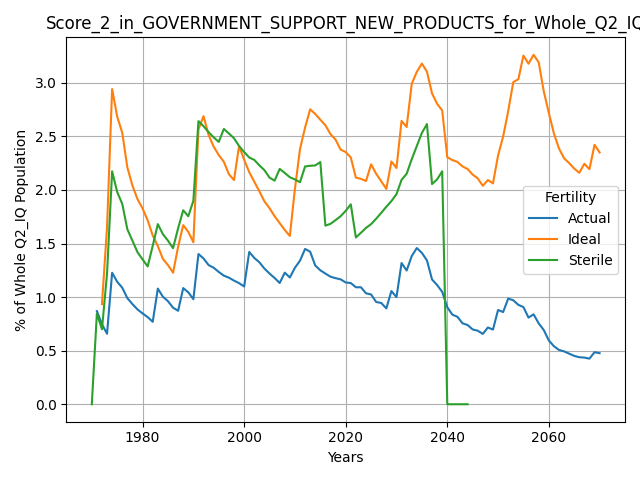 Score_2_in_GOVERNMENT_SUPPORT_NEW_PRODUCTS_for_Whole_Q2_IQ
% of Whole Q2_IQ Population
3.0
2.5
2.0
1.5
1.0
0.5
0.0
Fertility
Actual
Ideal
Sterile
1980 2000 2020 2040 2060
Years